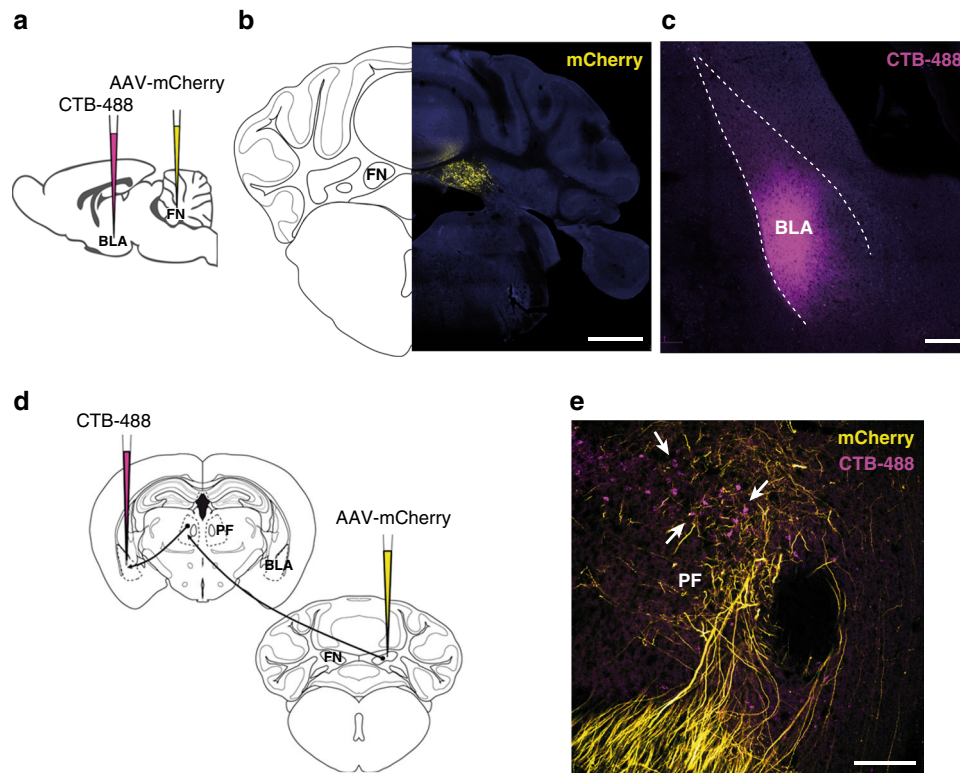 a
AAV-mCherry
CTB-488
FN
BLA
b
mCherry
FN
c
CTB-488
BLA
d
CTB-488
PF
BLA
AAV-mCherry
FN
e
mCherry
CTB-488
PF